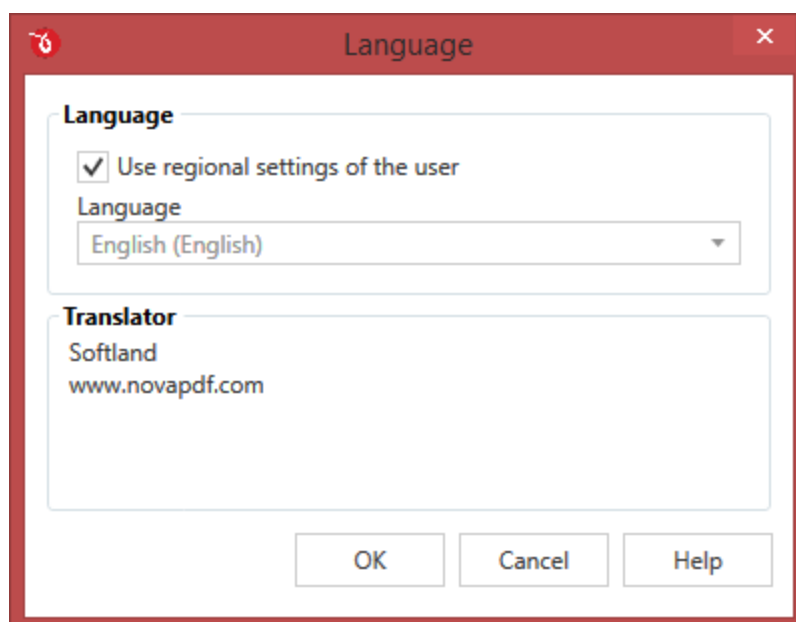 Language
Language
Use regional settings of the user
Language
English (English)
Translator
Softland
www.novapdf.com
OK Cancel Help